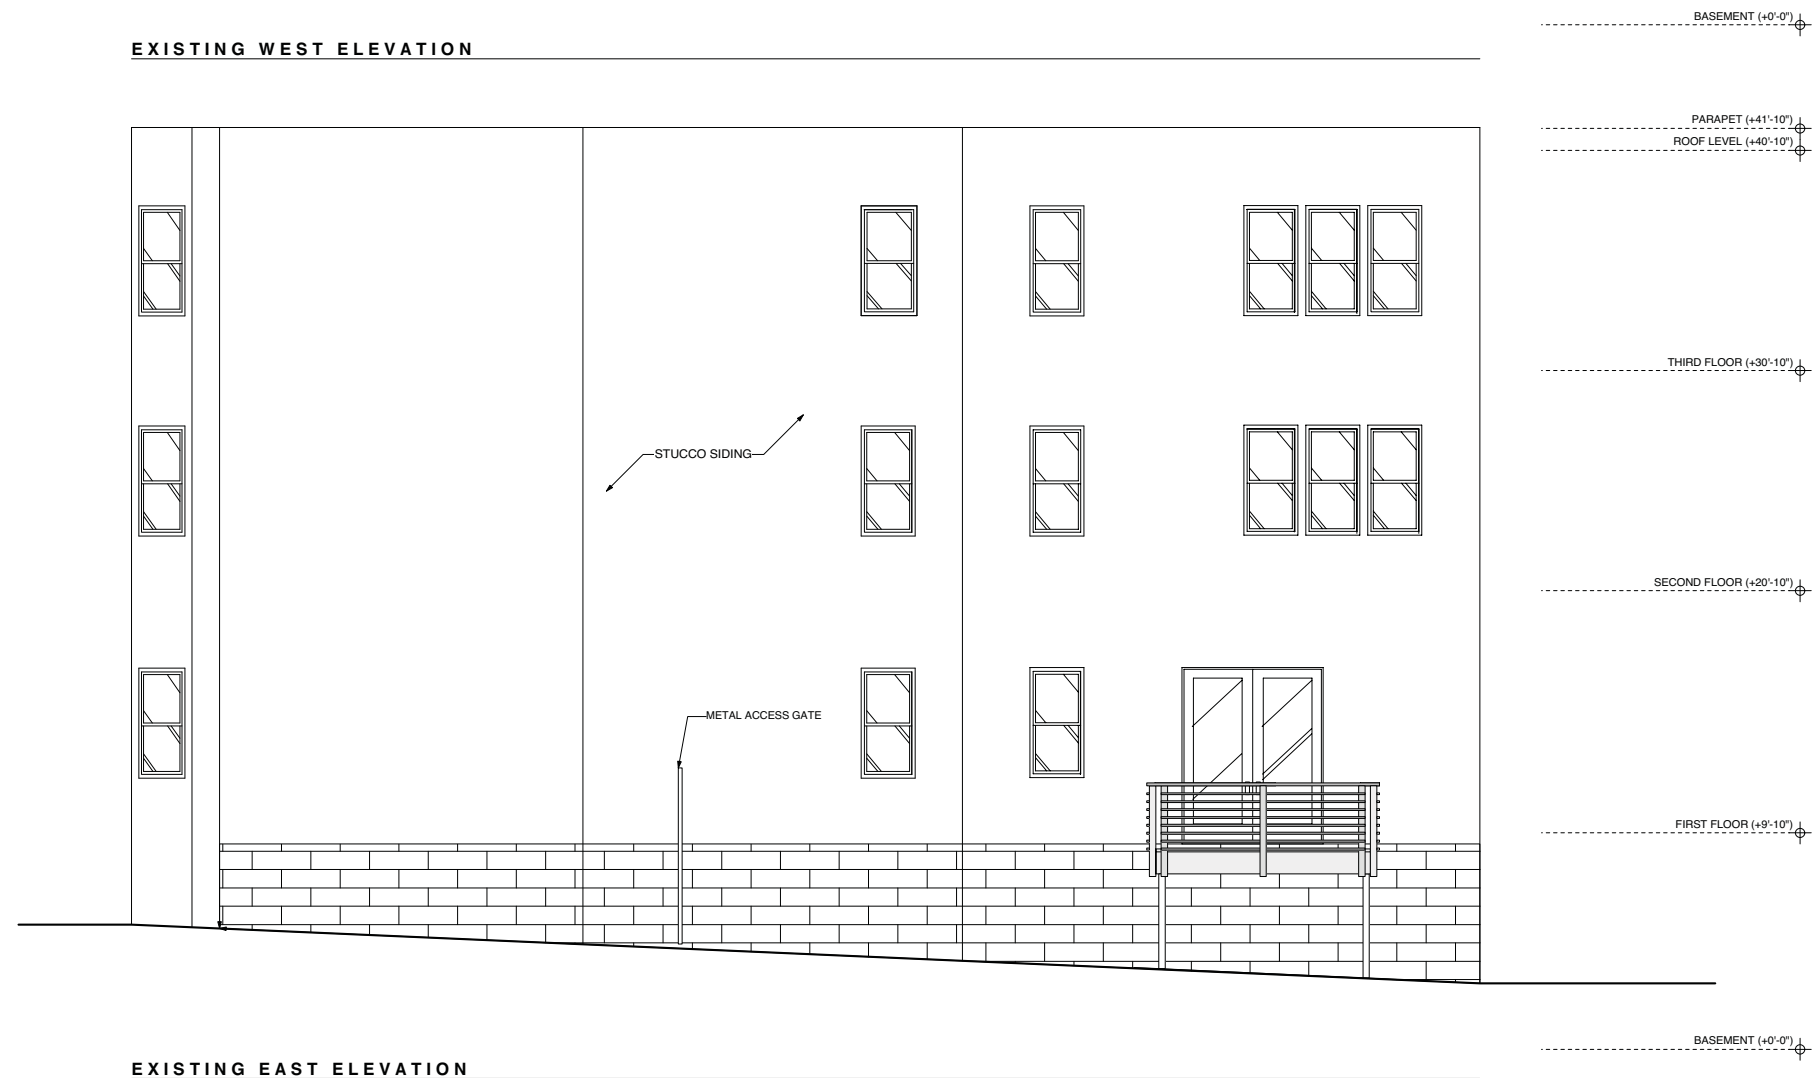 BASEMENT (+0'-0")
EXISTING WEST ELEVATION
PARAPET (+41'-10")
ROOF LEVEL (+40'-10")
THIRD FLOOR (+30'-10")
STUCCO SIDING
SECOND FLOOR (+20'-10")
METAL ACCESS GATE
FIRST FLOOR (+9'-10")
BASEMENT (+0'-0")
EXISTING EAST ELEVATION